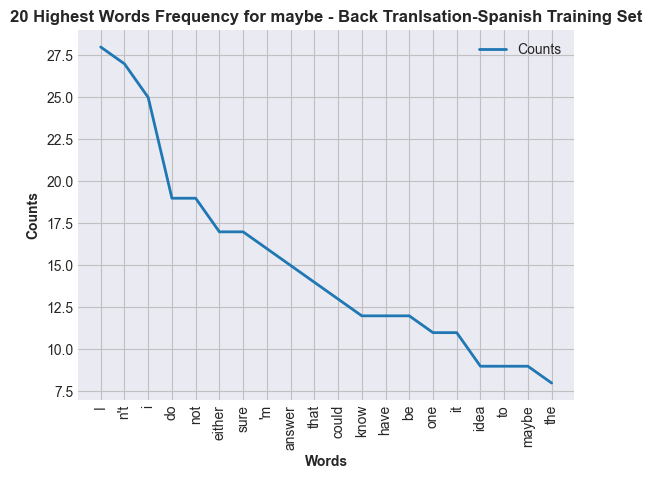 20 Highest Words Frequency for maybe - Back Tranlsation-Spanish Training Set
Counts
27.5
25.0
22.5
20.0
17.5
15.0
12.5
10.0
7.5
Counts
I
n't
i
do
not
either
sure
'm
answer
that
could
know
have
be
one
it
idea
to
maybe
the
Words